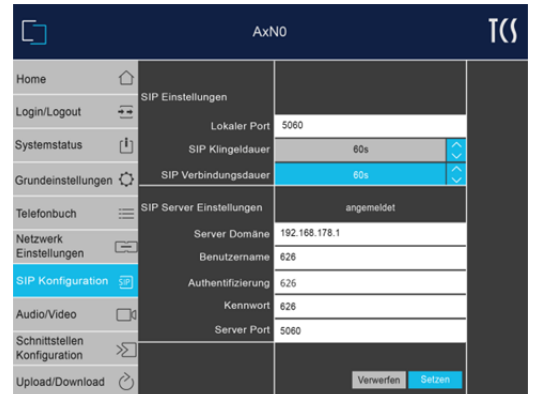 AxN0
TCS
Home
Login/Logout
Systemstatus
Grundeinstellungen
Telefonbuch
Netzwerk
Einstellungen
SIP Konfiguration
SIP
Audio/Video
Schnittstellen
Konfiguration
Upload/Download
SIP Einstellungen
Lokaler Port 5060
SIP Klingeldauer 60s
SIP Verbindungsdauer 60s
SIP Server Einstellungen angemeldet
Server Domäne 192.168.178.1
Benutzername 626
Authentifizierung 626
Kennwort 626
Server Port 5060
Verwerfen Setzen